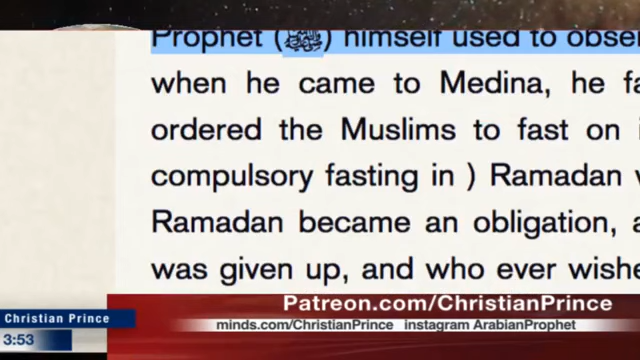 Prophet (ﷺ) himself used to obser
when he came to Medina, he fa
ordered the Muslims to fast on i
compulsory fasting in ) Ramadan w
Ramadan became an obligation, a
was given up, and who ever wishe
Patreon.com/ChristianPrince
Christian Prince
minds.com/ChristianPrince instagram ArabianProphet
3:53